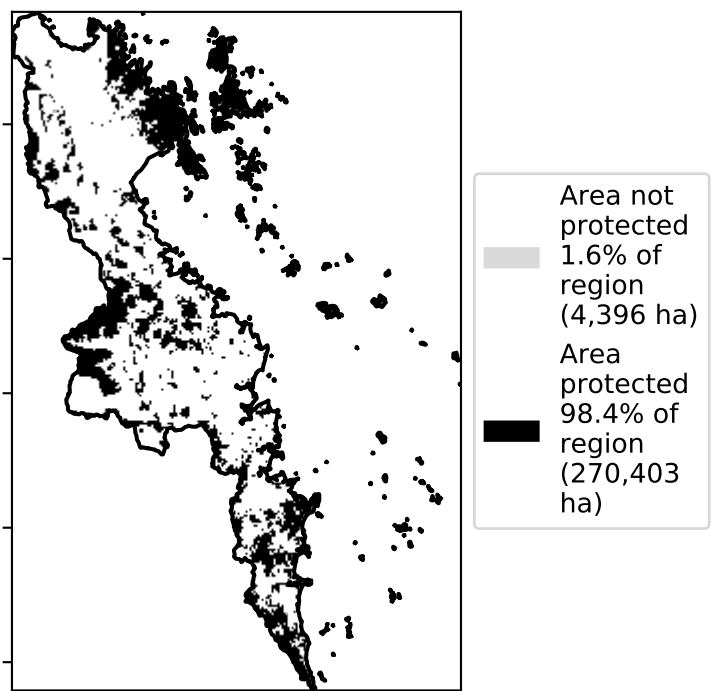 Area not
protected
1.6% of
region
(4,396 ha)
Area
protected
98.4% of
region
(270,403
ha)